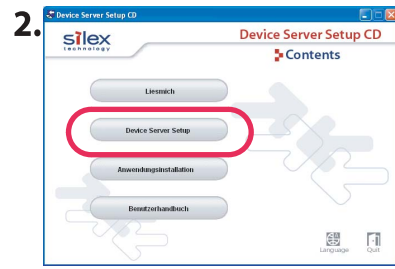 2.
Device Server Setup CD
silex
technology
Device Server Setup CD
Contents
Liesmich
Device Server Setup
Anwendungsinstallation
Benutzerhandbuch
Language
Quit